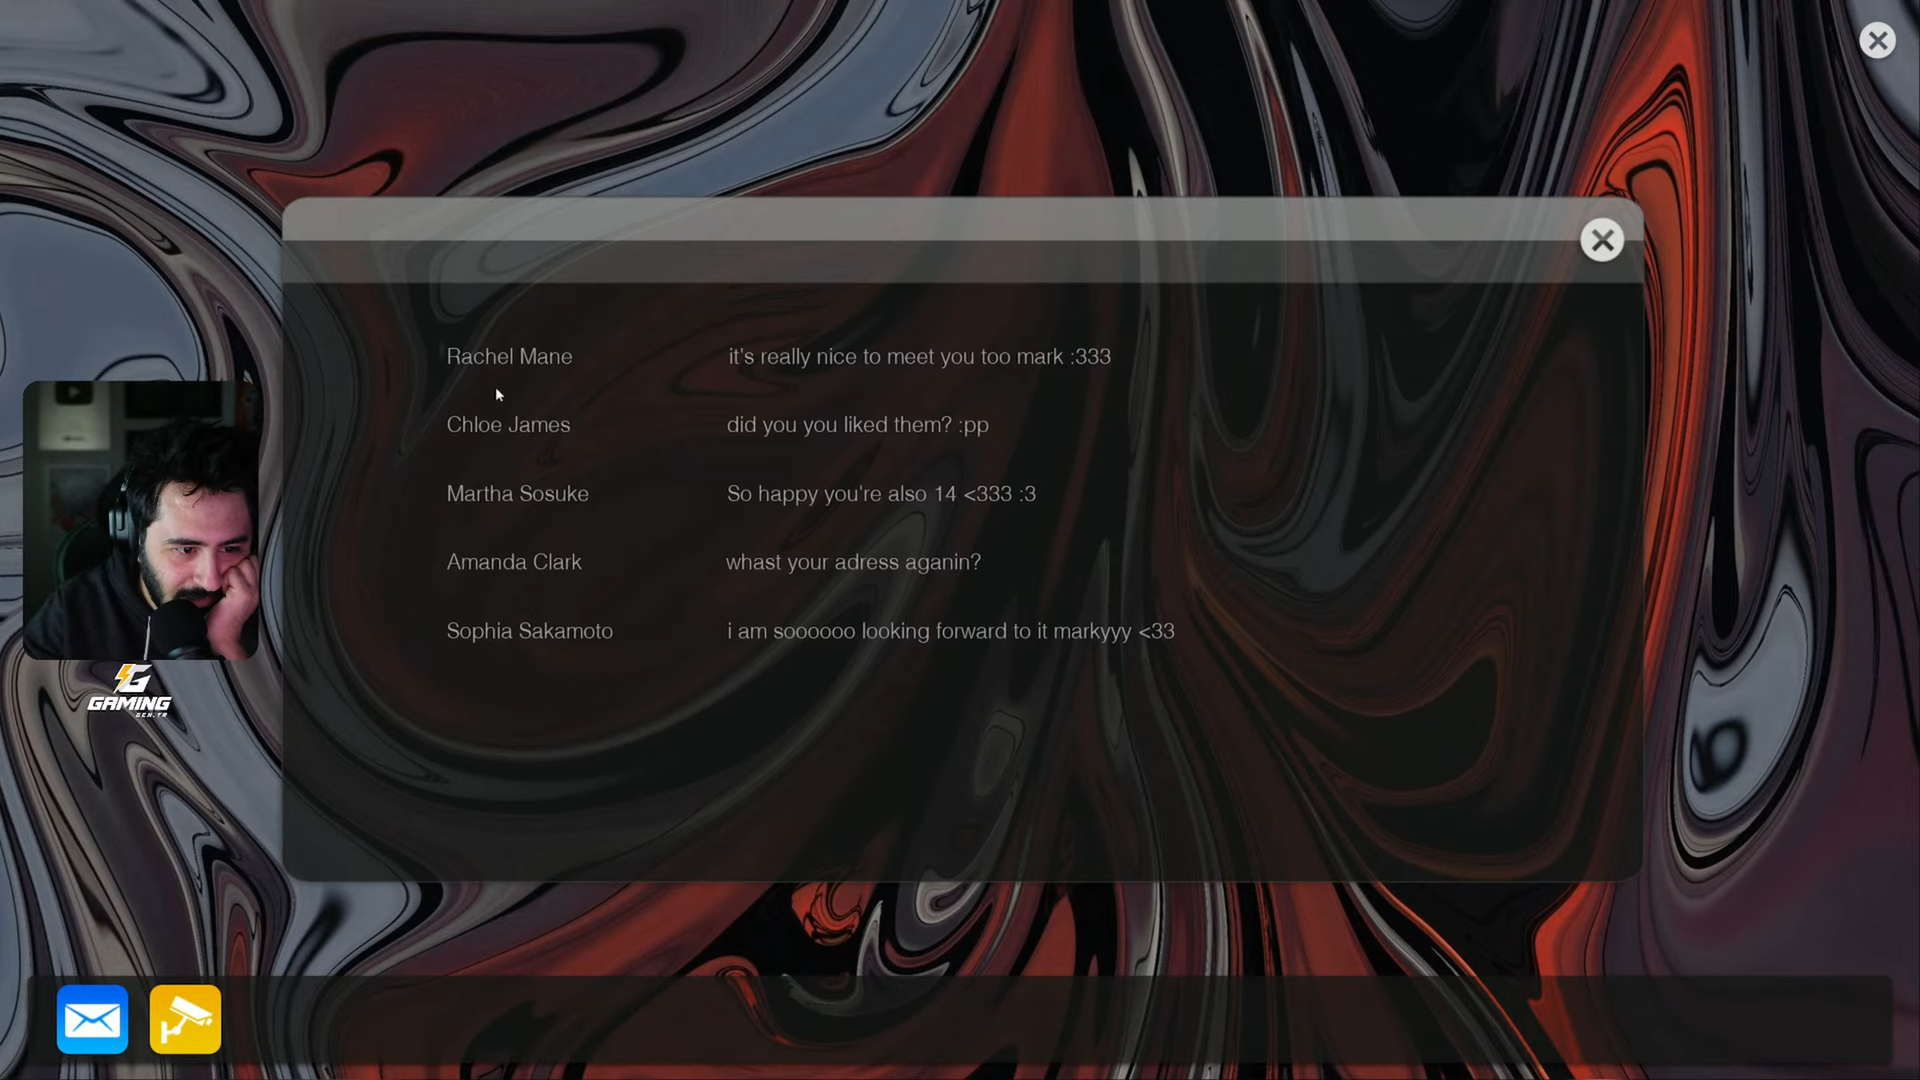 Rachel Mane it's really nice to meet you too mark :333
Chloe James did you you liked them? :pp
Martha Sosuke So happy you're also 14 <333 :3
Amanda Clark whast your adress aganin?
Sophia Sakamoto i am soooooo looking forward to it markyyy <33
GAMING
GEN.TR